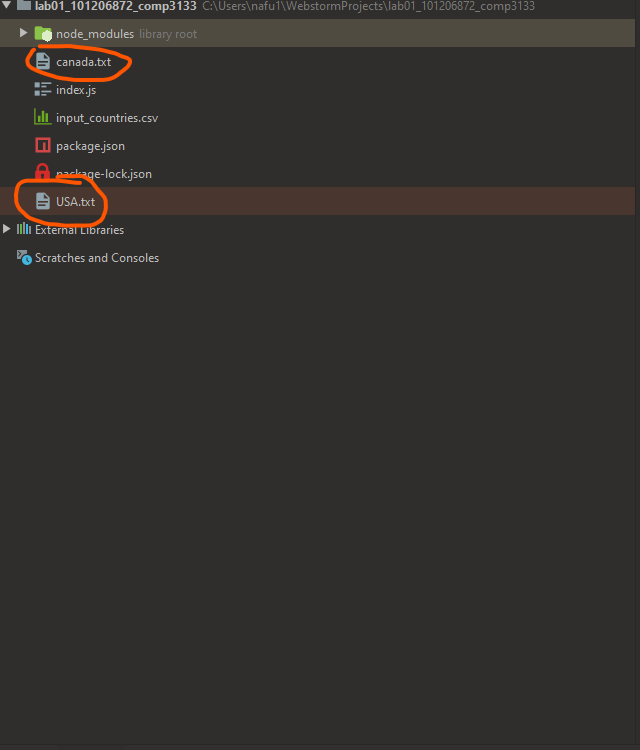 lab01_101206872_comp3133 C:\Users\nafu1\WebstormProjects\lab01_101206872_comp3133
node_modules library root
canada.txt
index.js
input_countries.csv
package.json
package-lock.json
USA.txt
External Libraries
Scratches and Consoles